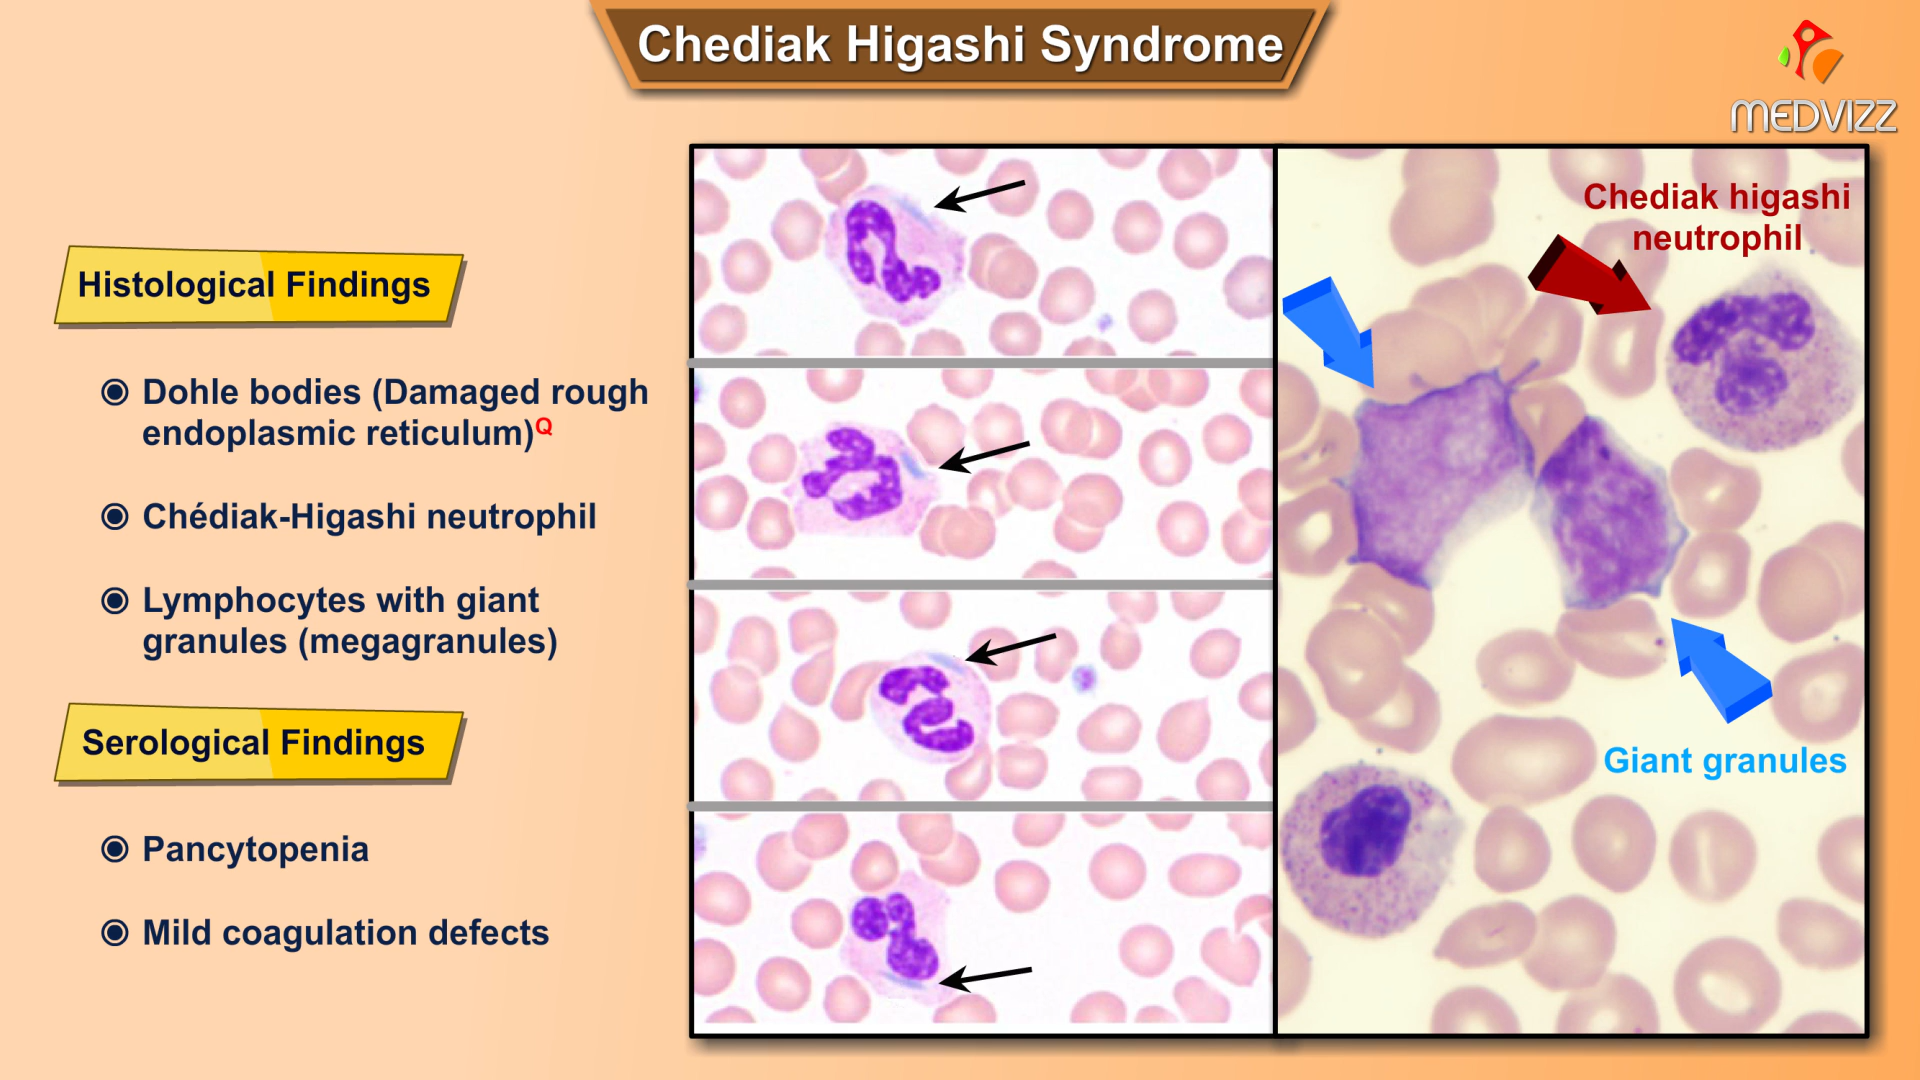 Chediak Higashi Syndrome
MEDVIZZ
Histological Findings
◉ Dohle bodies (Damaged rough
endoplasmic reticulum)Q
◉ Chédiak-Higashi neutrophil
◉ Lymphocytes with giant
granules (megagranules)
Serological Findings
◉ Pancytopenia
◉ Mild coagulation defects
Chediak higashi
neutrophil
Giant granules